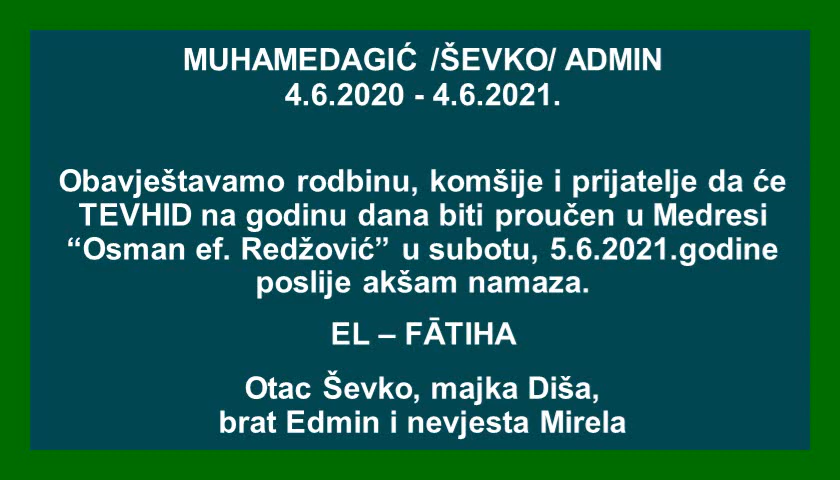 MUHAMEDAGIĆ /ŠEVKO/ ADMIN
4.6.2020 - 4.6.2021.
Obavještavamo rodbinu, komšije i prijatelje da će
TEVHID na godinu dana biti proučen u Medresi
“Osman ef. Redžović” u subotu, 5.6.2021.godine
poslije akšam namaza.
EL – FĀTIHA
Otac Ševko, majka Diša,
brat Edmin i nevjesta Mirela